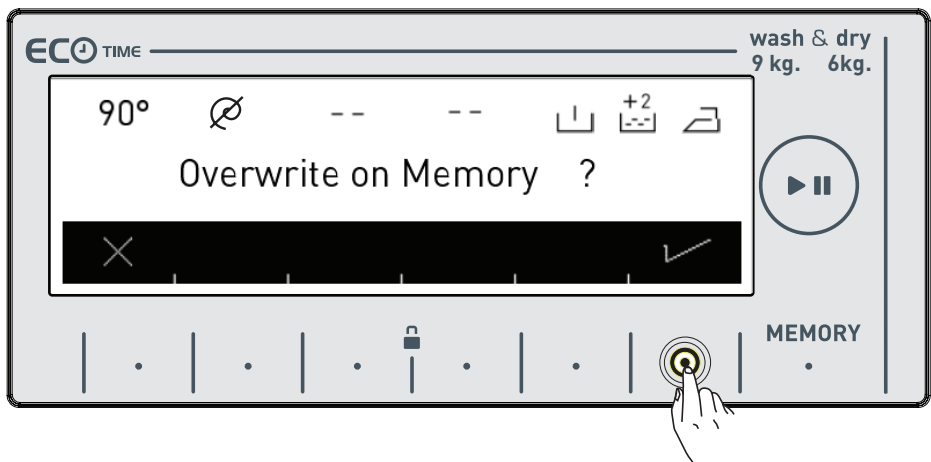 ECO TIME
wash & dry
9 kg. 6kg.
90° -- -- +2
Overwrite on Memory ?
MEMORY